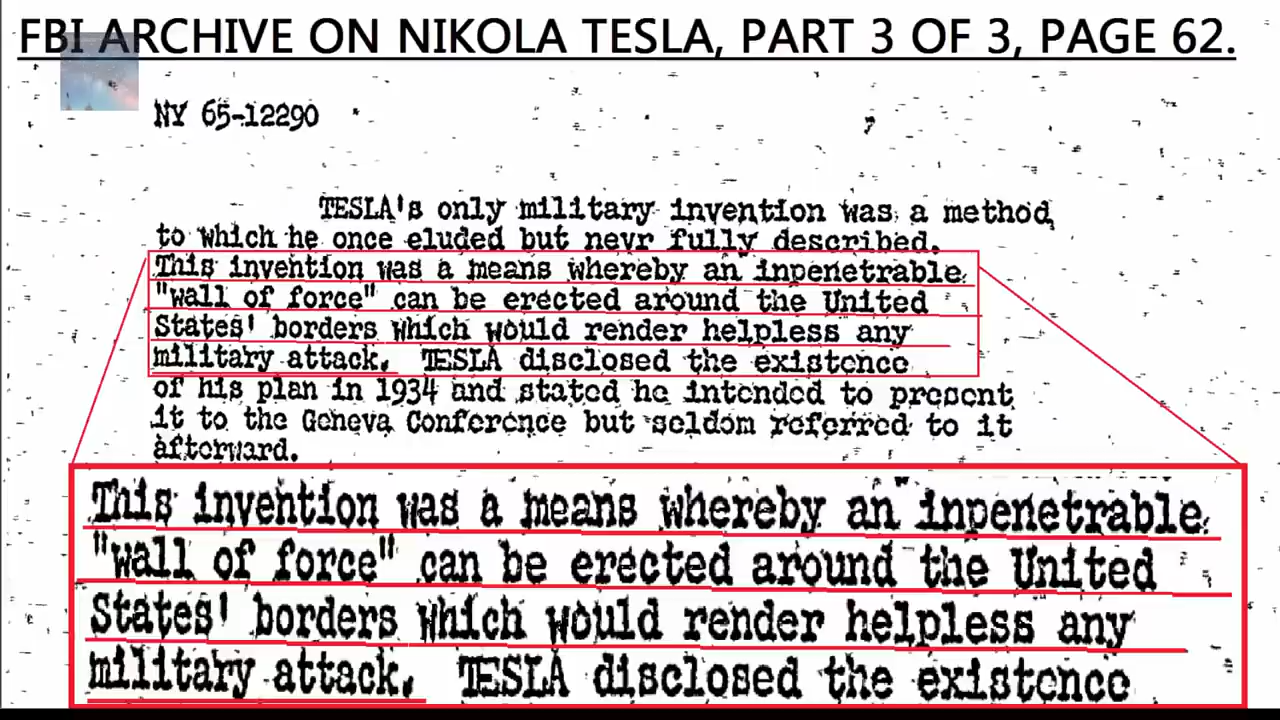 FBI ARCHIVE ON NIKOLA TESLA, PART 3 OF 3, PAGE 62.
NY 65-12290
TESLA's only military invention was a method,
to which he once eluded but nevr fully described.
This invention was a means whereby an inpenetrable
"wall of force" can be erected around the United
States' borders which would render helpless any
military attack. TESLA disclosed the existence
of his plan in 1934 and stated he intended to present
it to the Geneva Conference but seldom referred to it
afterward.
This invention was a means whereby an inpenetrable
"wall of force" can be erected around the United
States' borders which would render helpless any
military attack. TESLA disclosed the existence